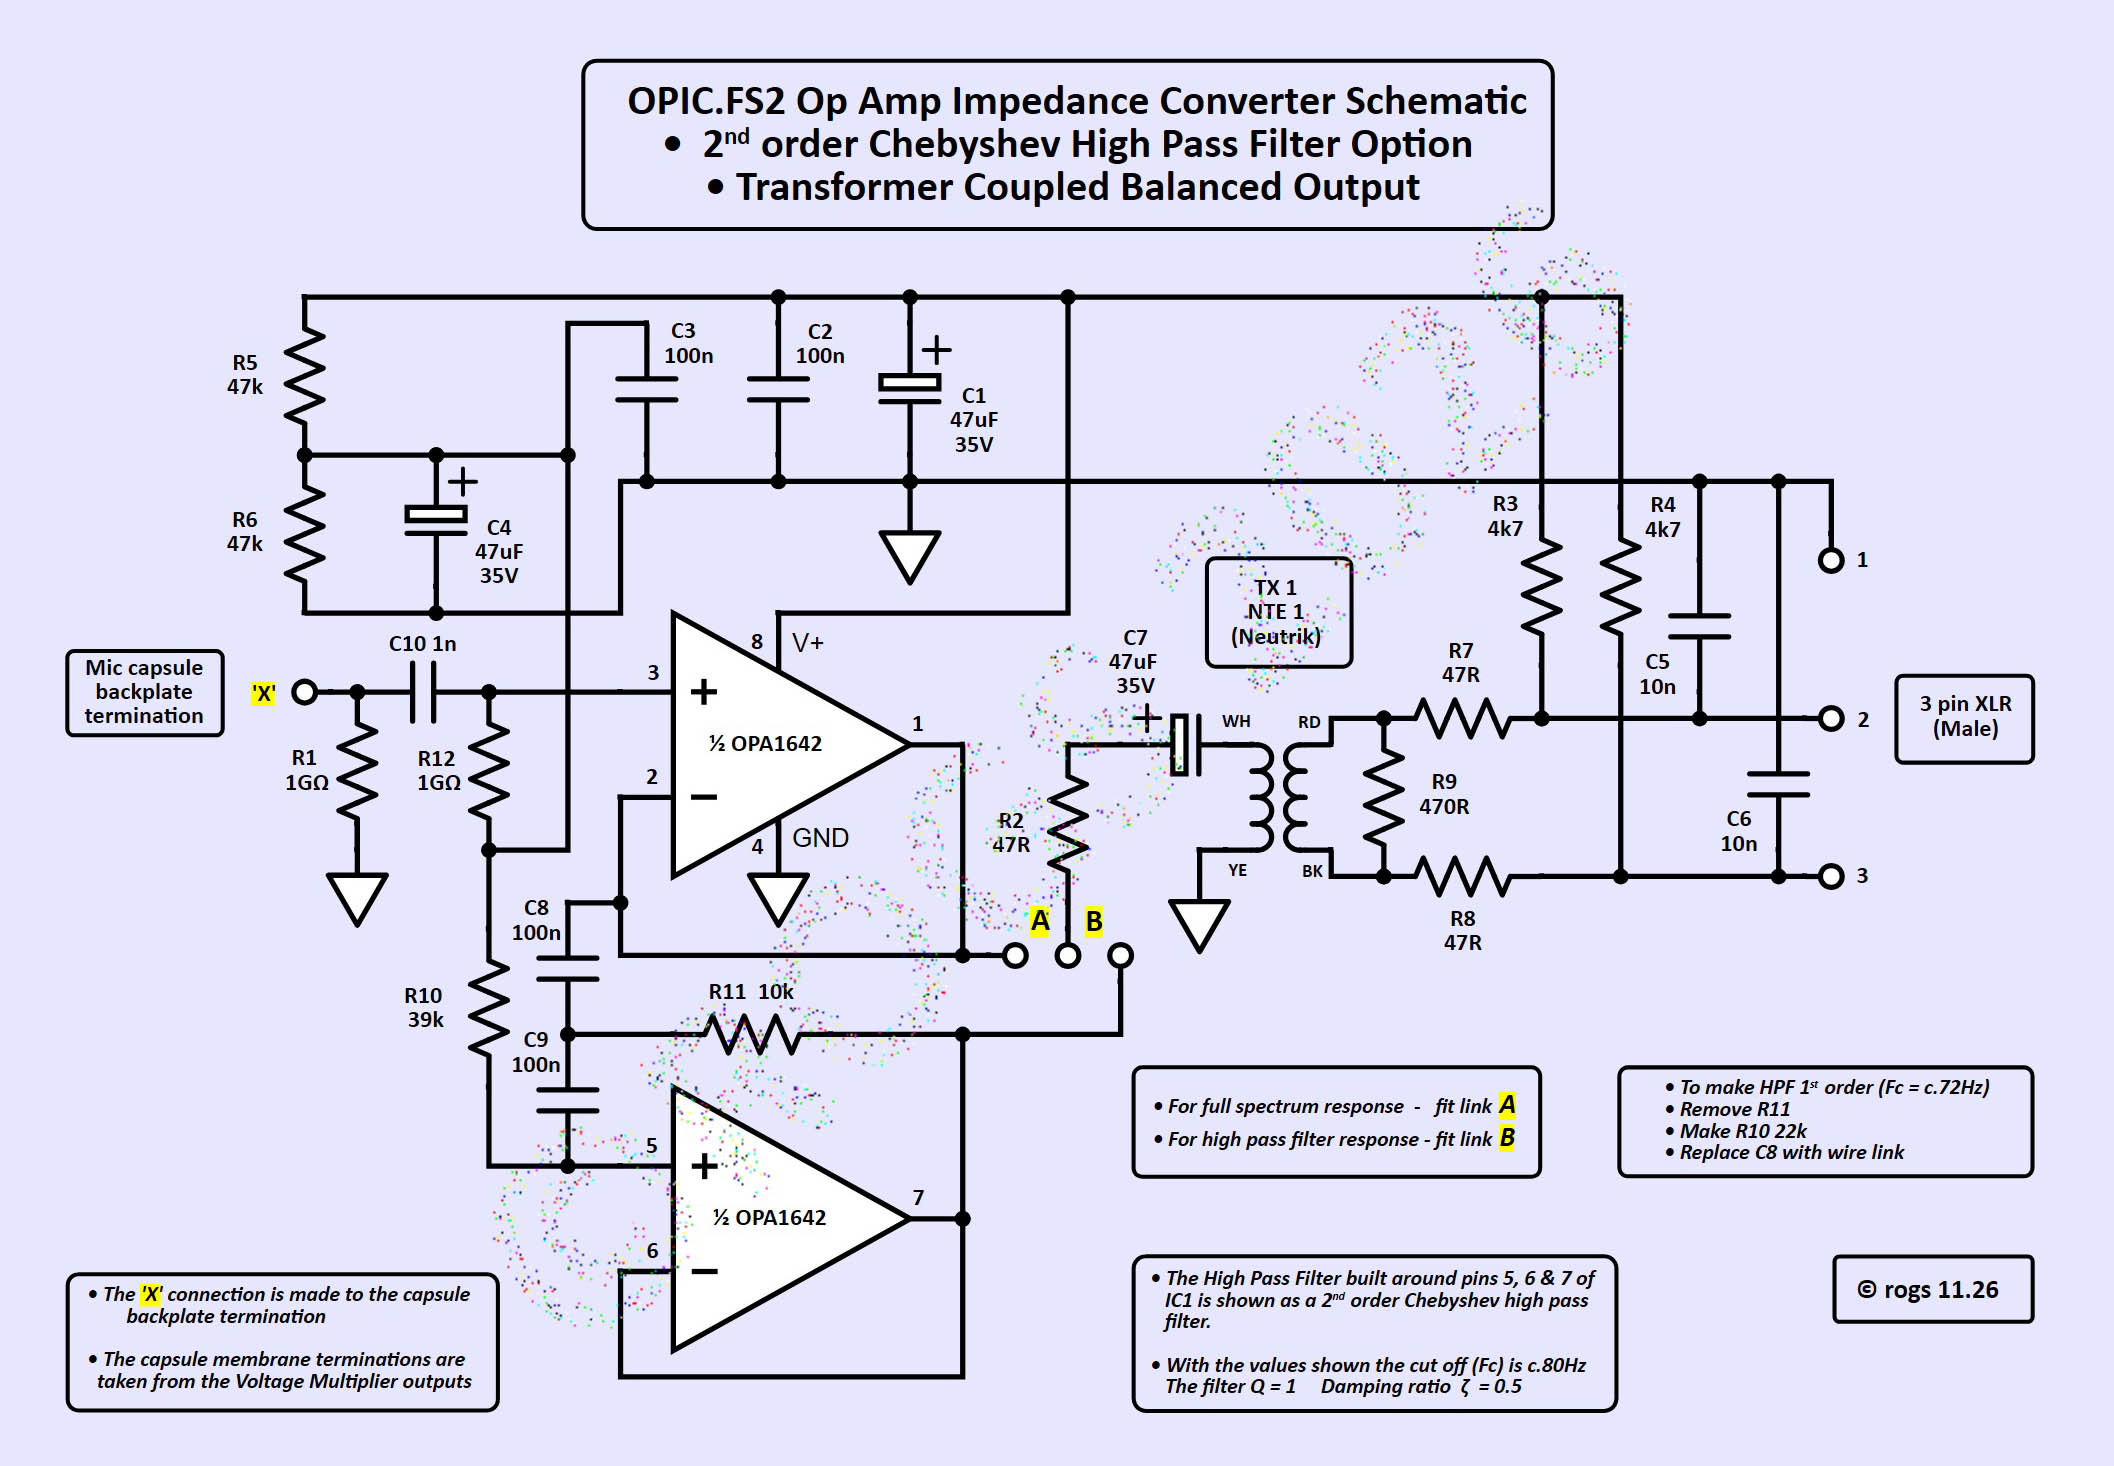 OPIC.FS2 Op Amp Impedance Converter Schematic
• 2nd order Chebyshev High Pass Filter Option
• Transformer Coupled Balanced Output
R5
47k
C3
100n
C2
100n
+
C1
47uF
35V
R6
47k
+
C4
47uF
35V
R3
4k7
R4
4k7
1
TX 1
NTE 1
(Neutrik)
Mic capsule
backplate
termination
'X'
C10 1n
3
8
V+
+
½ OPA1642
1
2
−
4
GND
R1
1GΩ
R12
1GΩ
C7
47uF
35V
+
WH
RD
YE
BK
R7
47R
C5
10n
2
3 pin XLR
(Male)
R9
470R
C6
10n
3
R8
47R
R2
47R
A
B
C8
100n
R10
39k
C9
100n
R11 10k
5
+
½ OPA1642
7
6
−
• For full spectrum response - fit link A
• For high pass filter response - fit link B
• To make HPF 1st order (Fc = c.72Hz)
• Remove R11
• Make R10 22k
• Replace C8 with wire link
• The 'X' connection is made to the capsule
backplate termination
• The capsule membrane terminations are
taken from the Voltage Multiplier outputs
• The High Pass Filter built around pins 5, 6 & 7 of
IC1 is shown as a 2nd order Chebyshev high pass
filter.
• With the values shown the cut off (Fc) is c.80Hz
The filter Q = 1 Damping ratio ζ = 0.5
© rogs 11.26